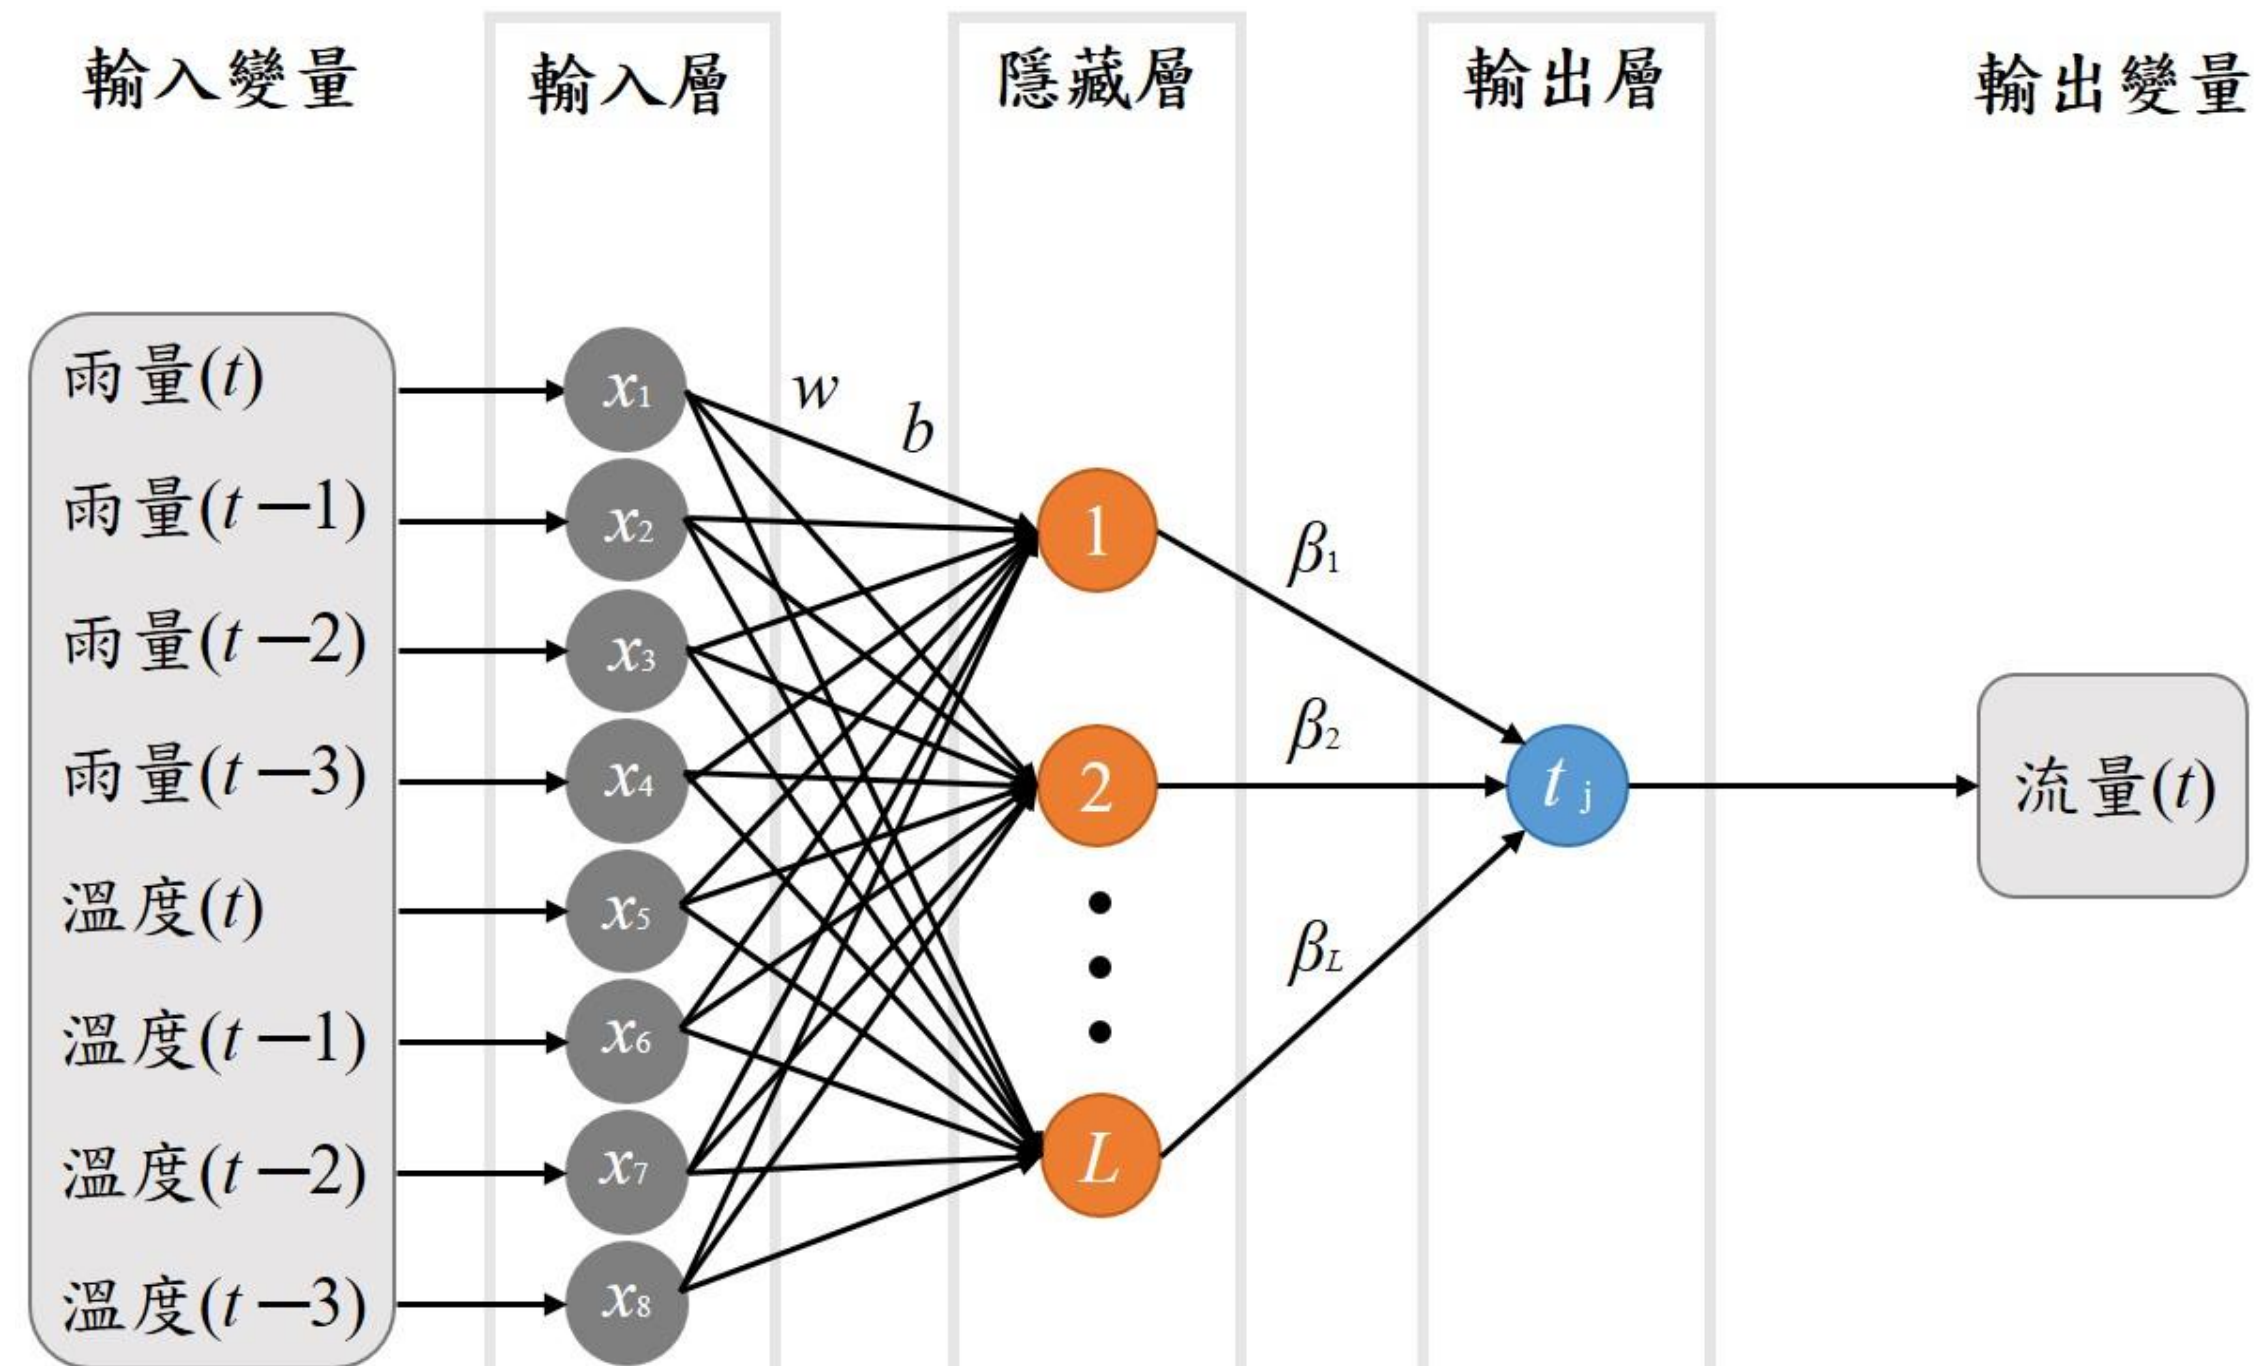 輸入變量
輸入層
隱藏層
輸出層
輸出變量
雨量(t)
雨量(t−1)
雨量(t−2)
雨量(t−3)
溫度(t)
溫度(t−1)
溫度(t−2)
溫度(t−3)
x1
x2
x3
x4
x5
x6
x7
x8
w
b
1
2
L
β1
β2
βL
t j
流量(t)